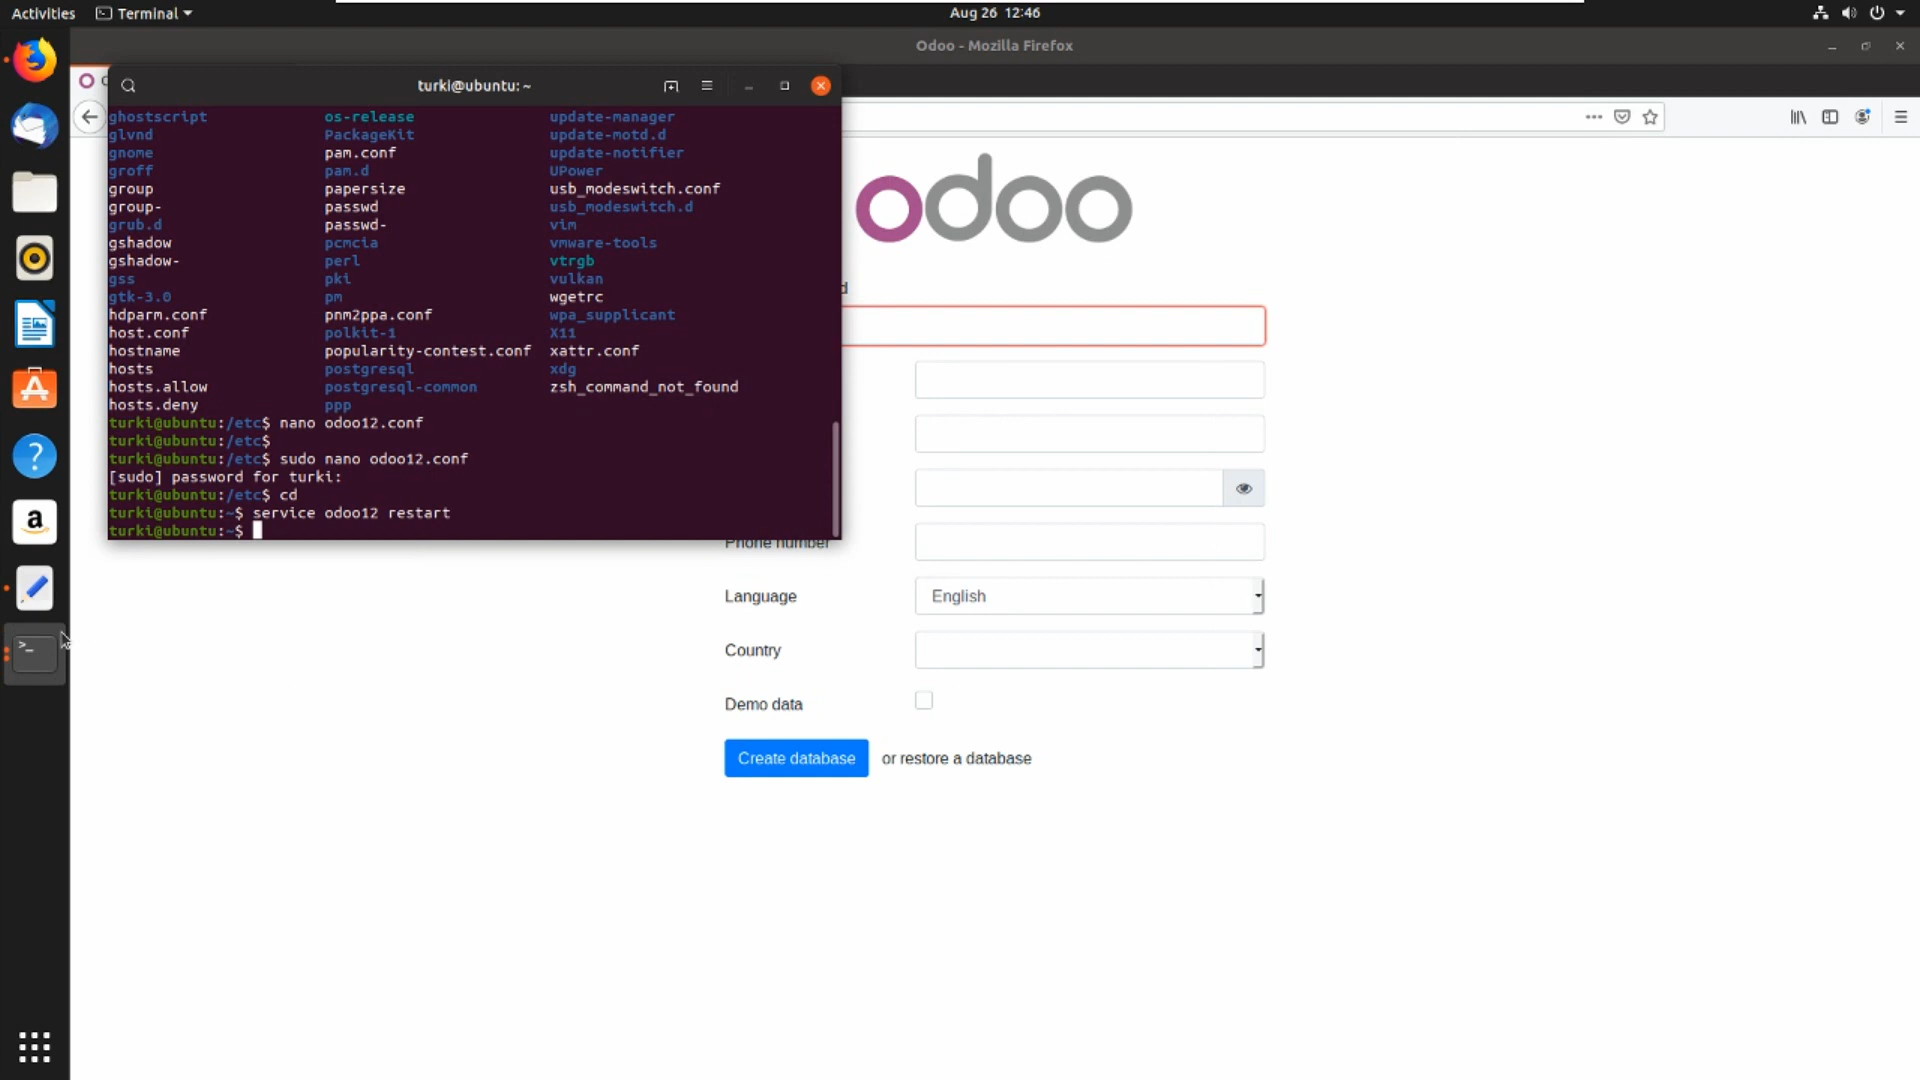 Activities
Terminal
Aug 26 12:46
Odoo - Mozilla Firefox
turki@ubuntu: ~
ghostscript os-release update-manager
glvnd PackageKit update-motd.d
gnome pam.conf update-notifier
groff pam.d UPower
group papersize usb_modeswitch.conf
group- passwd usb_modeswitch.d
grub.d passwd- vim
gshadow pcmcia vmware-tools
gshadow- perl vtrgb
gss pki vulkan
gtk-3.0 pm wgetrc
hdparm.conf pnm2ppa.conf wpa_supplicant
host.conf polkit-1 X11
hostname popularity-contest.conf xattr.conf
hosts postgresql xdg
hosts.allow postgresql-common zsh_command_not_found
hosts.deny ppp
turki@ubuntu:/etc$ nano odoo12.conf
turki@ubuntu:/etc$
turki@ubuntu:/etc$ sudo nano odoo12.conf
[sudo] password for turki:
turki@ubuntu:/etc$ cd
turki@ubuntu:~$ service odoo12 restart
turki@ubuntu:~$
odoo
Phone number
Language English
Country
Demo data
Create database or restore a database